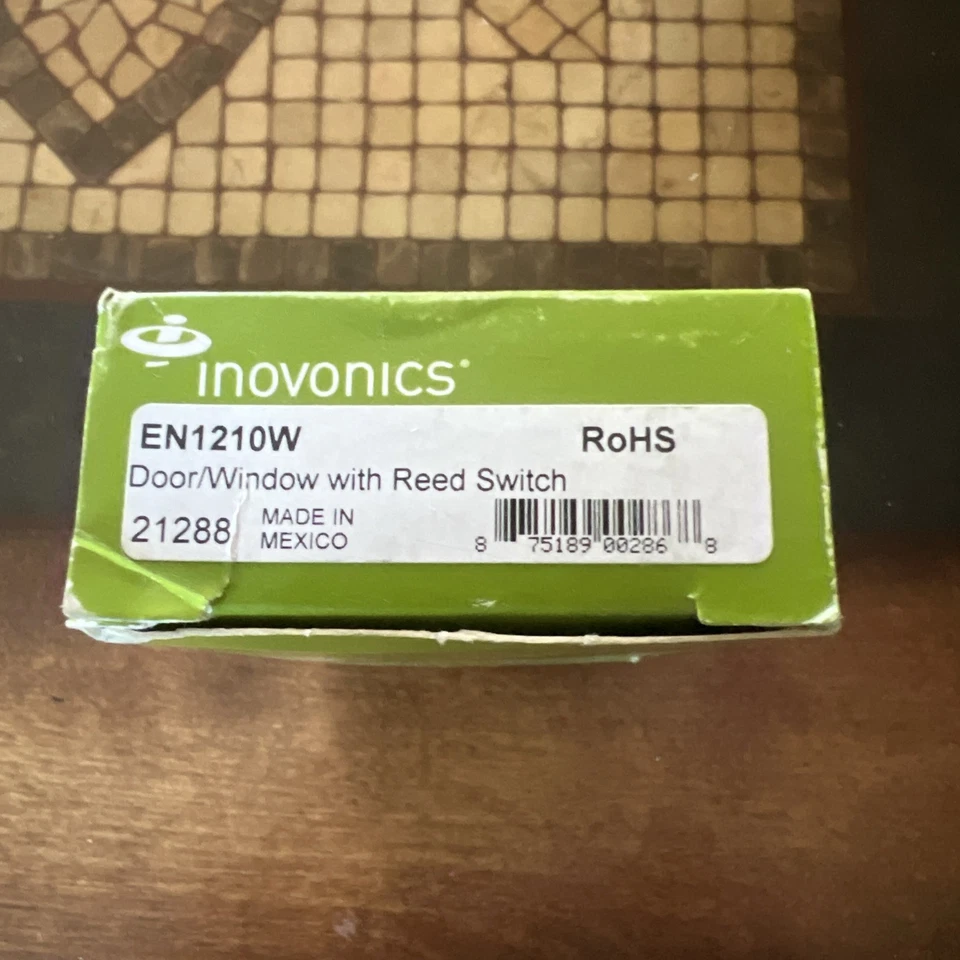 inovonics
EN1210W RoHS
Door/Window with Reed Switch
21288 MADE IN
MEXICO
8 75189 00286 8